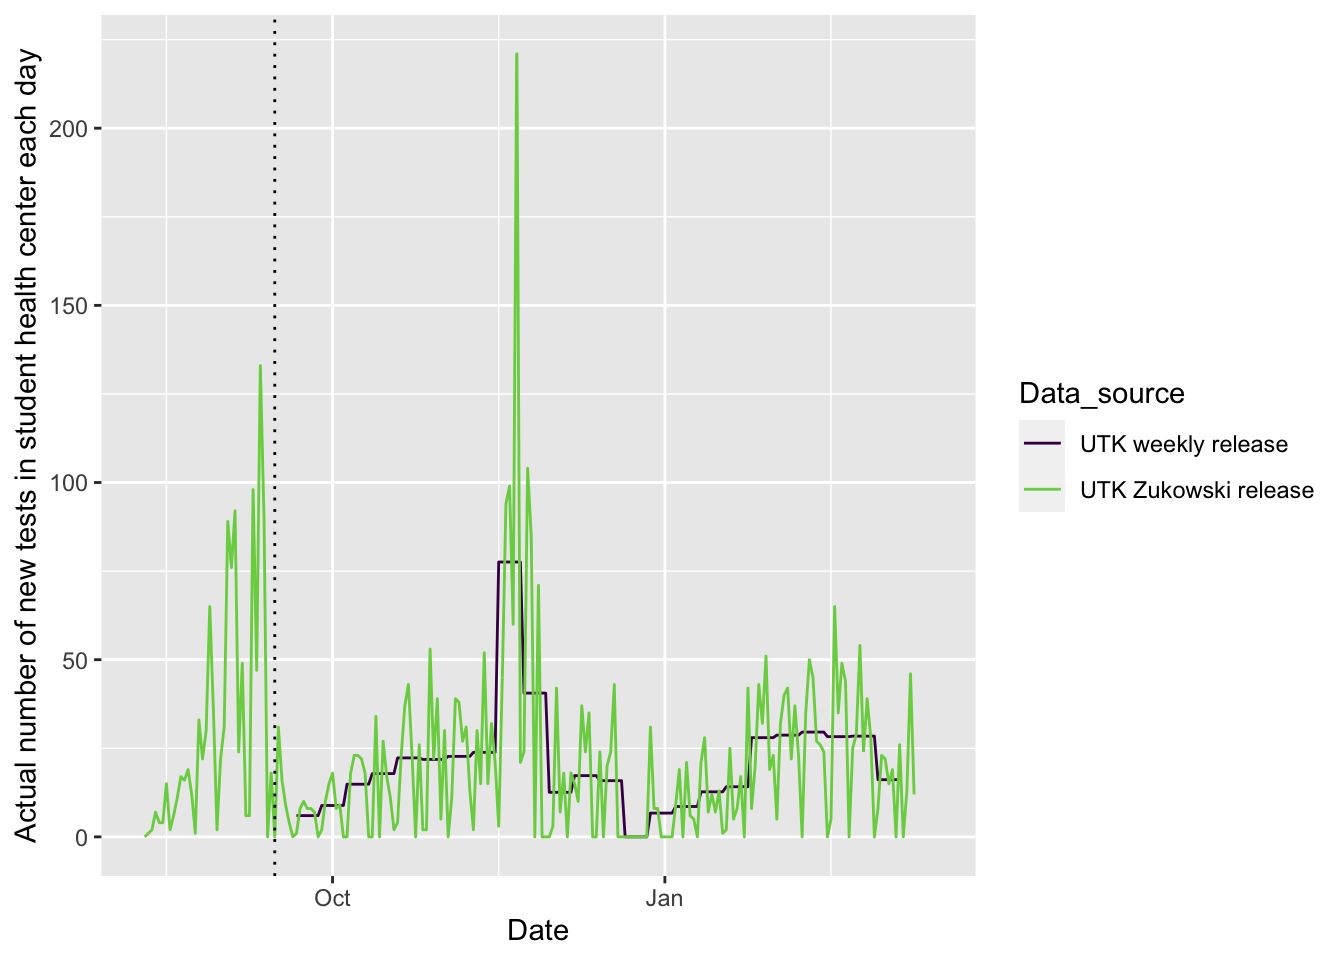 Actual number of new tests in student health center each day
200
150
100
50
0
Oct
Jan
Date
Data_source
UTK weekly release
UTK Zukowski release